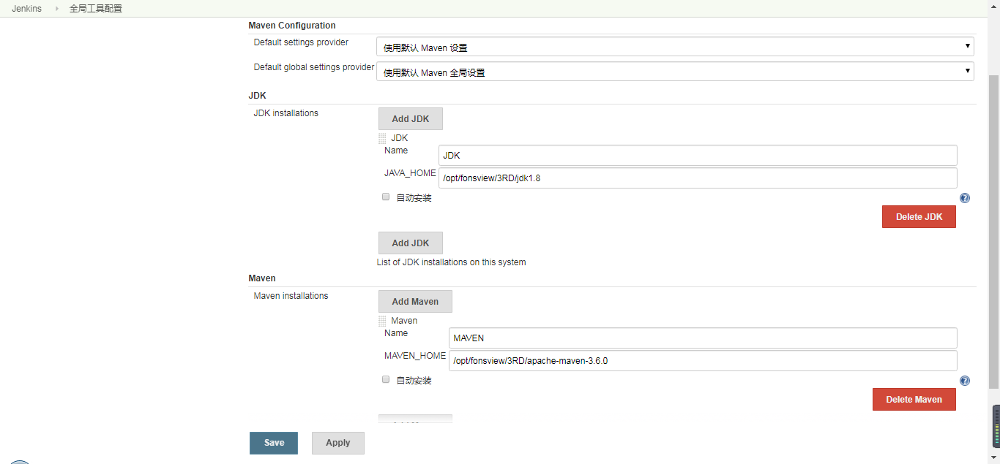 Jenkins 全局工具配置
Maven Configuration
Default settings provider 使用默认 Maven 设置
Default global settings provider 使用默认 Maven 全局设置
JDK
JDK installations Add JDK
JDK
Name JDK
JAVA_HOME /opt/fonsview/3RD/jdk1.8
自动安装
Delete JDK
Add JDK
List of JDK installations on this system
Maven
Maven installations Add Maven
Maven
Name MAVEN
MAVEN_HOME /opt/fonsview/3RD/apache-maven-3.6.0
自动安装
Delete Maven
Save Apply